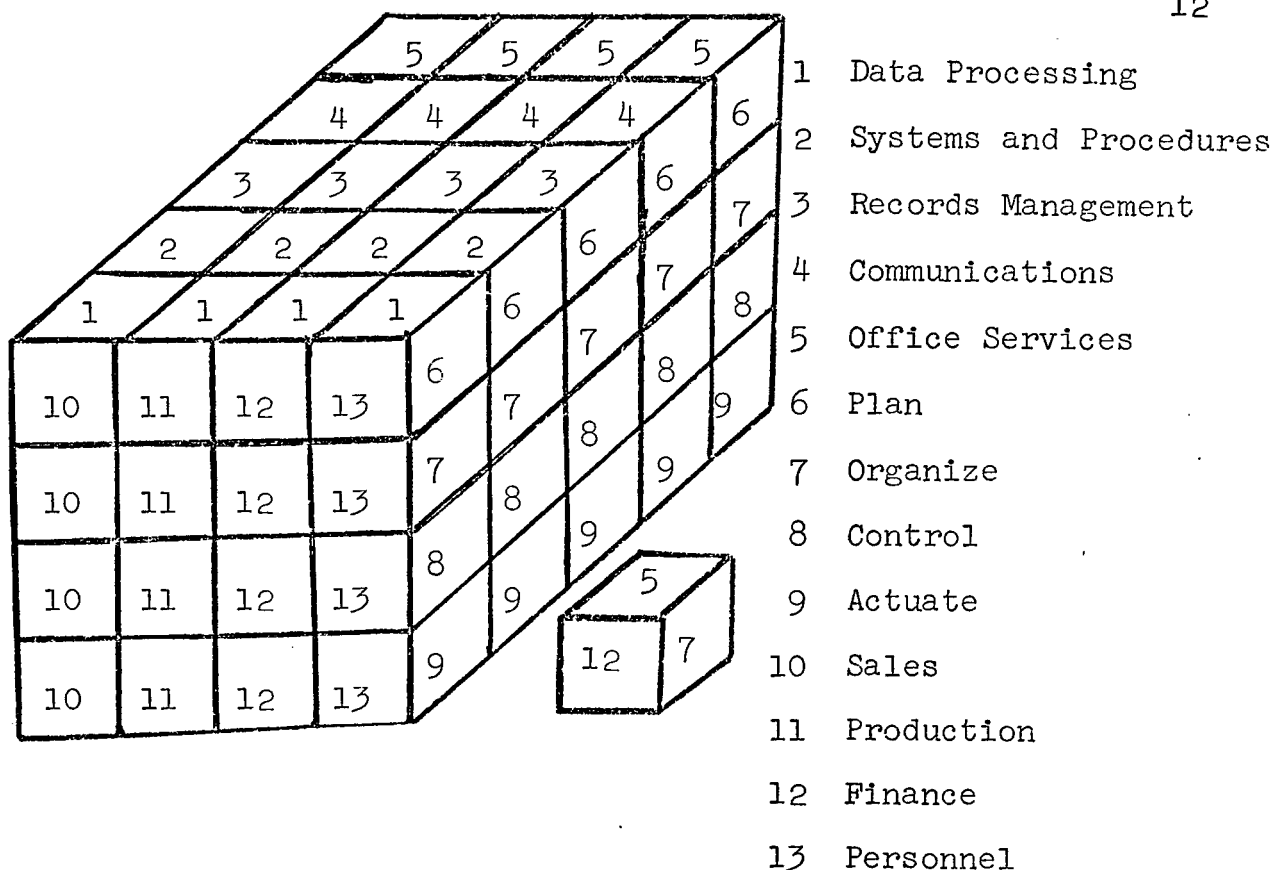 12
5 5 5 5
4 4 4 4
3 3 3 3
2 2 2 2
1 1 1 1
6 6 6 6 6
7 7 7 7 7
8 8 8 8 8
9 9 9 9 9
10 11 12 13
10 11 12 13
10 11 12 13
10 11 12 13
5
12 7
1 Data Processing
2 Systems and Procedures
3 Records Management
4 Communications
5 Office Services
6 Plan
7 Organize
8 Control
9 Actuate
10 Sales
11 Production
12 Finance
13 Personnel